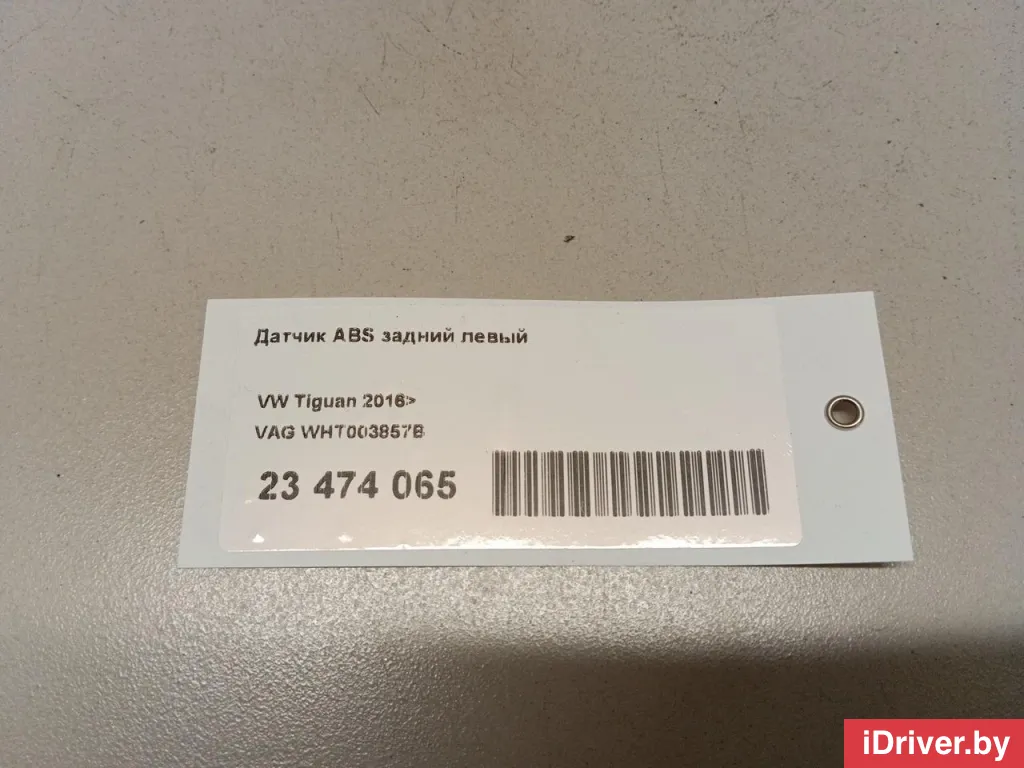 Датчик ABS задний левый
VW Tiguan 2016>
VAG WHT003857B
23 474 065
iDriver.by